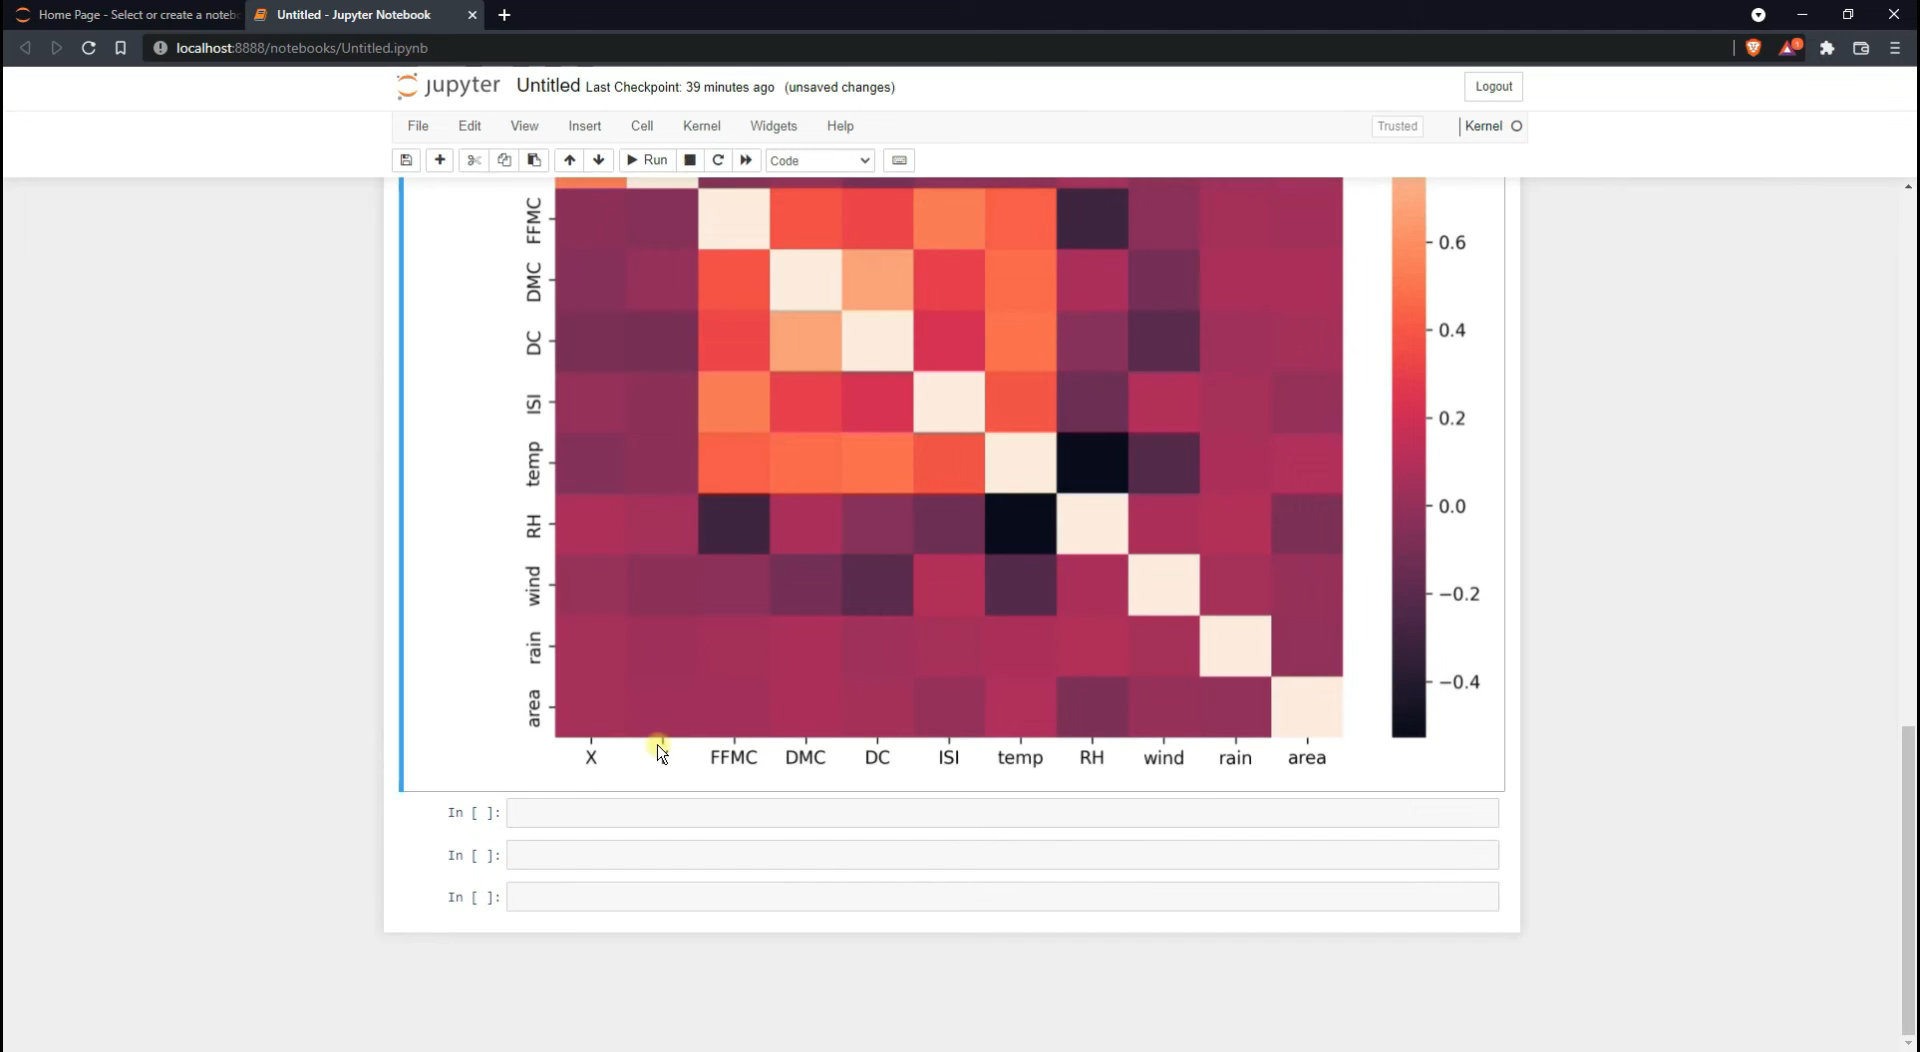 Home Page - Select or create a noteb
Untitled - Jupyter Notebook
localhost:8888/notebooks/Untitled.ipynb
1
jupyter Untitled Last Checkpoint: 39 minutes ago (unsaved changes)
Logout
File Edit View Insert Cell Kernel Widgets Help
Trusted
Kernel
Run
Code
FFMC
DMC
DC
ISI
temp
RH
wind
rain
area
0.6
0.4
0.2
0.0
−0.2
−0.4
X FFMC DMC DC ISI temp RH wind rain area
In [ ]:
In [ ]:
In [ ]: